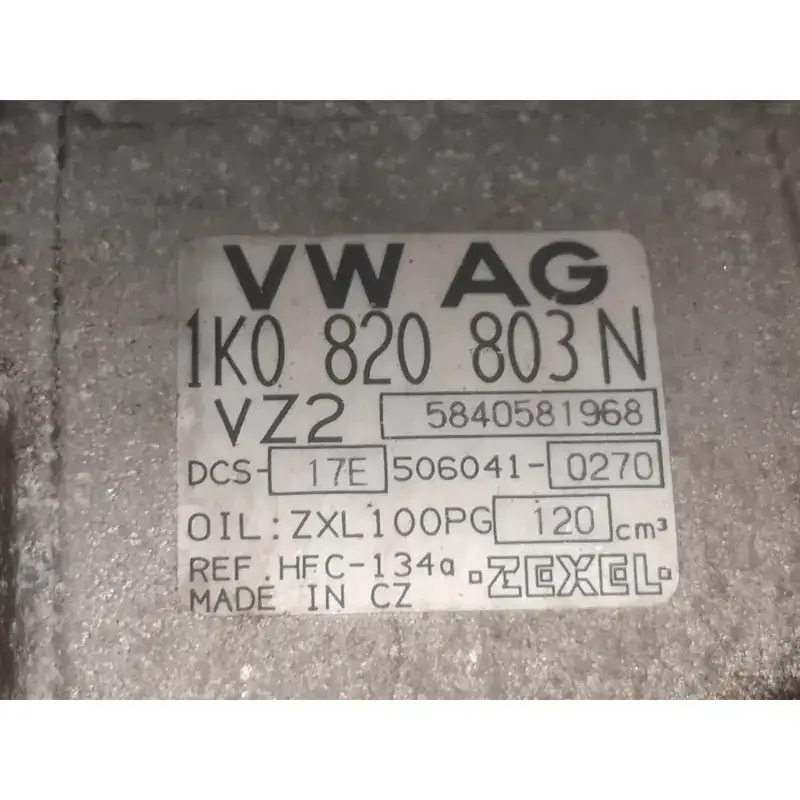 VW AG
1K0 820 803 N
VZ2 5840581968
DCS-17E 506041-0270
OIL: ZXL100PG 120 cm³
REF. HFC-134a ZEXEL
MADE IN CZ